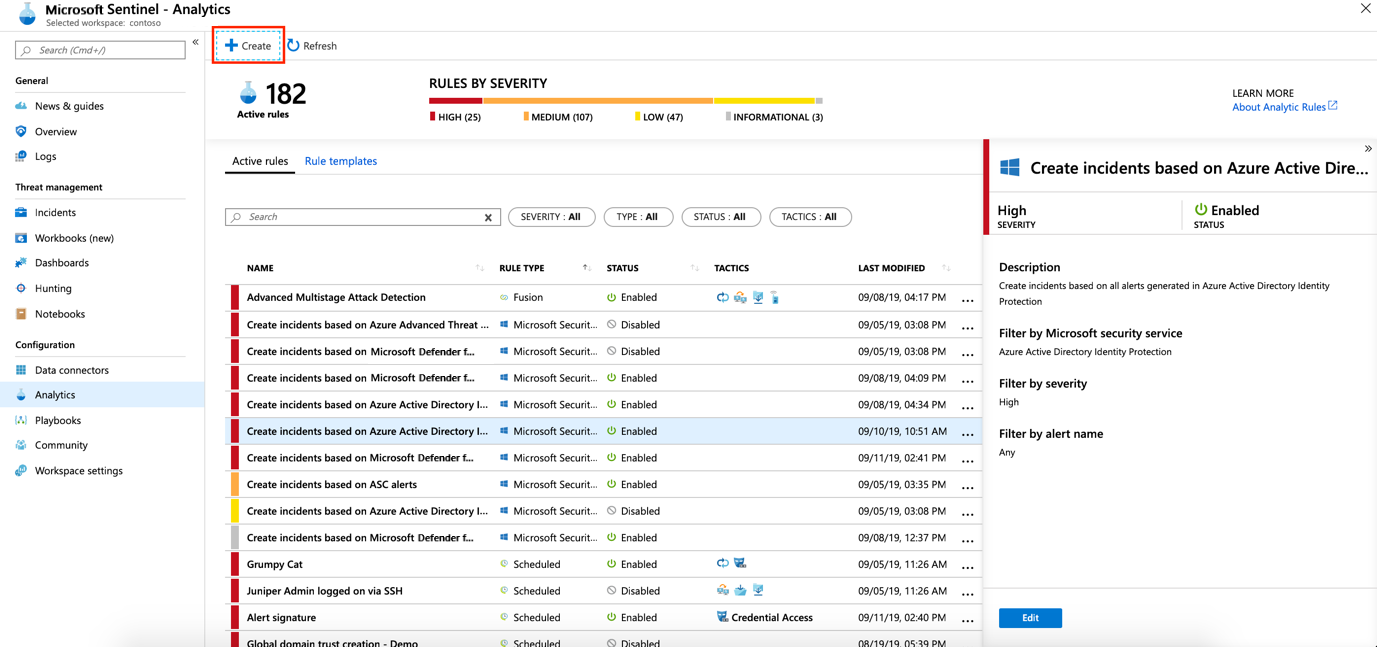 Microsoft Sentinel - Analytics
Selected workspace: contoso
Search (Cmd+/)
«
General
News & guides
Overview
Logs
Threat management
Incidents
Workbooks (new)
Dashboards
Hunting
Notebooks
Configuration
Data connectors
Analytics
Playbooks
Community
Workspace settings
+ Create Refresh
182
Active rules
RULES BY SEVERITY
HIGH (25) MEDIUM (107) LOW (47) INFORMATIONAL (3)
LEARN MORE
About Analytic Rules
Active rules Rule templates
Search SEVERITY : All TYPE : All STATUS : All TACTICS : All
NAME RULE TYPE STATUS TACTICS LAST MODIFIED
Advanced Multistage Attack Detection Fusion Enabled 09/08/19, 04:17 PM ...
Create incidents based on Azure Advanced Threat ... Microsoft Securit... Disabled 09/05/19, 03:08 PM ...
Create incidents based on Microsoft Defender f... Microsoft Securit... Disabled 09/05/19, 03:08 PM ...
Create incidents based on Microsoft Defender f... Microsoft Securit... Enabled 09/08/19, 04:09 PM ...
Create incidents based on Azure Active Directory I... Microsoft Securit... Enabled 09/08/19, 04:34 PM ...
Create incidents based on Azure Active Directory I... Microsoft Securit... Enabled 09/10/19, 10:51 AM ...
Create incidents based on Microsoft Defender f... Microsoft Securit... Enabled 09/11/19, 02:41 PM ...
Create incidents based on ASC alerts Microsoft Securit... Enabled 09/05/19, 03:35 PM ...
Create incidents based on Azure Active Directory I... Microsoft Securit... Disabled 09/05/19, 03:08 PM ...
Create incidents based on Microsoft Defender f... Microsoft Securit... Enabled 09/08/19, 12:37 PM ...
Grumpy Cat Scheduled Enabled 09/05/19, 11:26 AM ...
Juniper Admin logged on via SSH Scheduled Disabled 09/05/19, 11:26 AM ...
Alert signature Scheduled Enabled Credential Access 09/11/19, 02:40 PM ...
Global domain trust creation - Demo Scheduled Disabled 08/19/19, 05:39 PM ...
»
Create incidents based on Azure Active Dire...
High
SEVERITY
Enabled
STATUS
Description
Create incidents based on all alerts generated in Azure Active Directory Identity
Protection
Filter by Microsoft security service
Azure Active Directory Identity Protection
Filter by severity
High
Filter by alert name
Any
Edit